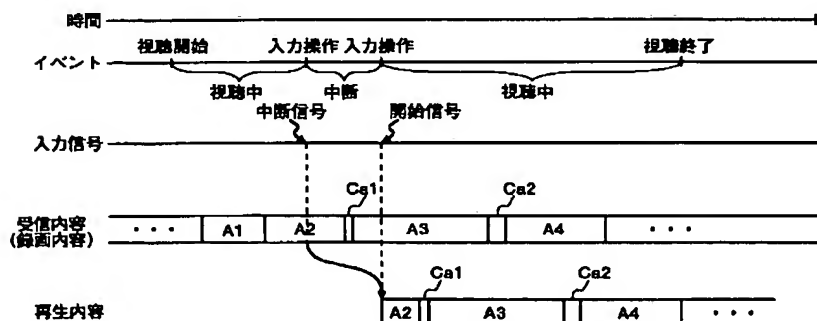 時間
視聴開始 入力操作 入力操作 視聴終了
イベント
視聴中 中断 視聴中
中断信号 開始信号
入力信号
Ca1 Ca2
受信内容
(録画内容)
・・・ A1 A2 A3 A4 ・・・
Ca1 Ca2
再生内容
A2 A3 A4 ・・・